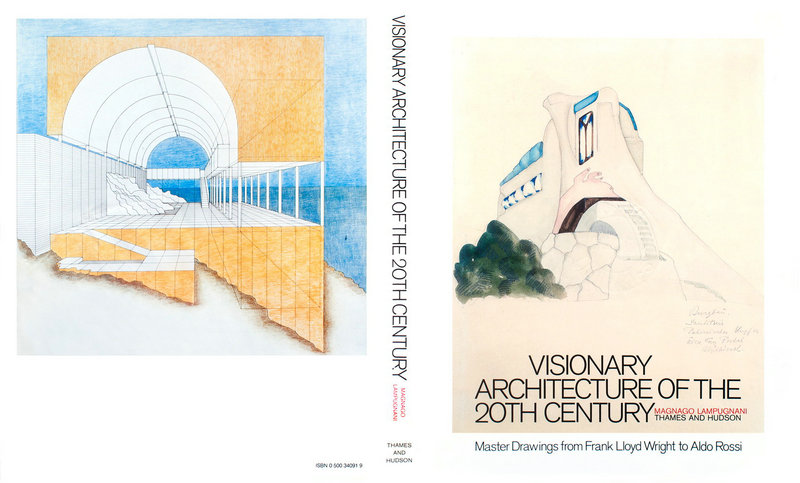 VISIONARY ARCHITECTURE OF THE 20TH CENTURY
MAGNAGO
LAMPUGNANI
THAMES
AND
HUDSON
ISBN 0 500 34091 9
VISIONARY
ARCHITECTURE OF THE
20TH CENTURY
MAGNAGO LAMPUGNANI
THAMES AND HUDSON
Master Drawings from Frank Lloyd Wright to Aldo Rossi